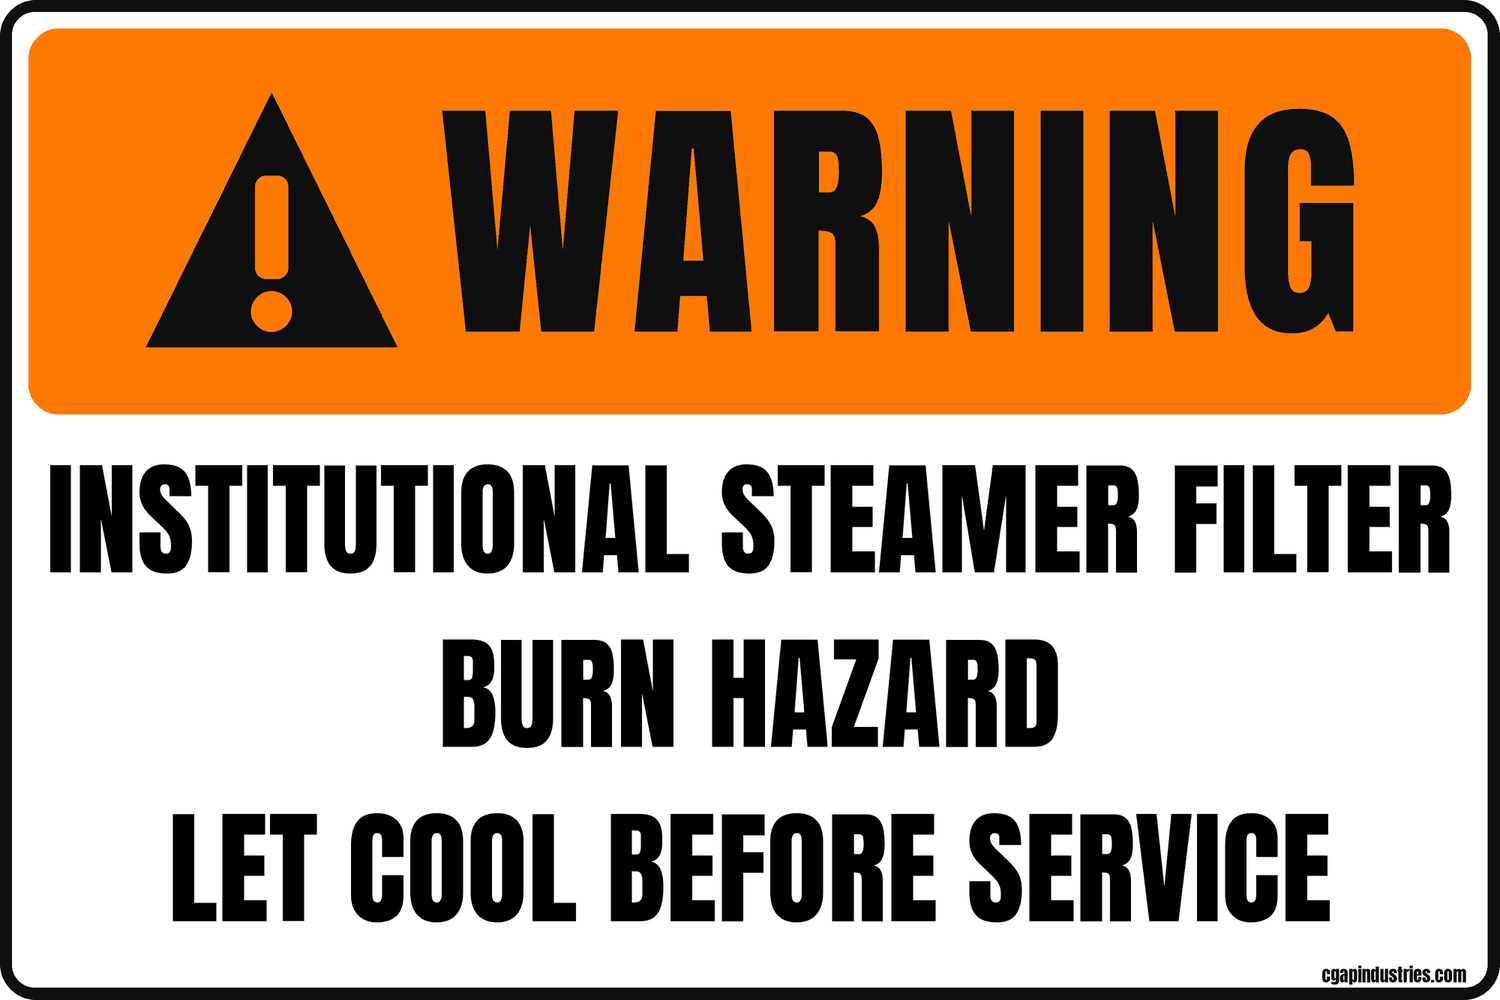 WARNING
INSTITUTIONAL STEAMER FILTER
BURN HAZARD
LET COOL BEFORE SERVICE
cgapindustries.com